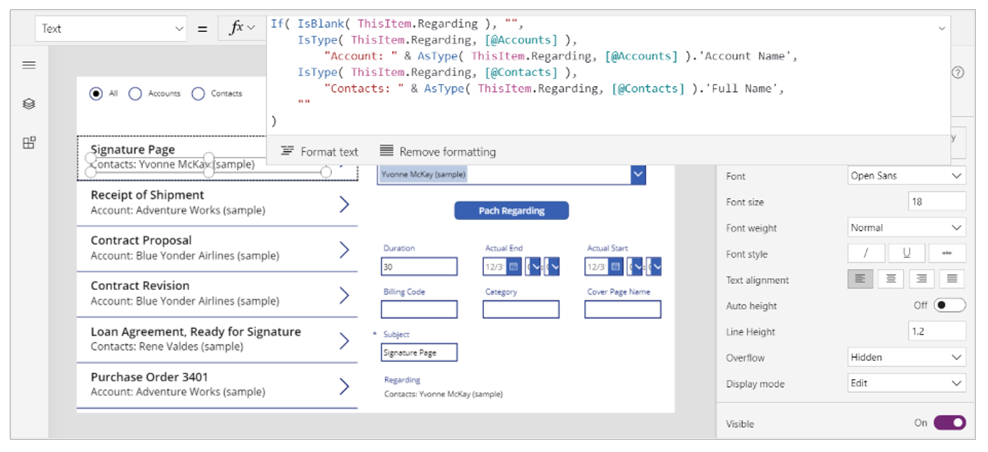 Text
=
fx
If( IsBlank( ThisItem.Regarding ), "",
IsType( ThisItem.Regarding, [@Accounts] ),
"Account: " & AsType( ThisItem.Regarding, [@Accounts] ).'Account Name',
IsType( ThisItem.Regarding, [@Contacts] ),
"Contacts: " & AsType( ThisItem.Regarding, [@Contacts] ).'Full Name',
""
)
Format text
Remove formatting
All
Accounts
Contacts
Signature Page
Contacts: Yvonne McKay (sample)
Receipt of Shipment
Account: Adventure Works (sample)
Contract Proposal
Account: Blue Yonder Airlines (sample)
Contract Revision
Account: Blue Yonder Airlines (sample)
Loan Agreement, Ready for Signature
Contacts: Rene Valdes (sample)
Purchase Order 3401
Account: Adventure Works (sample)
Yvonne McKay (sample)
Pach Regarding
Duration
Actual End
Actual Start
30
12/3
12/3
Billing Code
Category
Cover Page Name
* Subject
Signature Page
Regarding
Contacts: Yvonne McKay (sample)
y
Font
Open Sans
Font size
18
Font weight
Normal
Font style
/
U
Text alignment
Auto height
Off
Line Height
1.2
Overflow
Hidden
Display mode
Edit
Visible
On